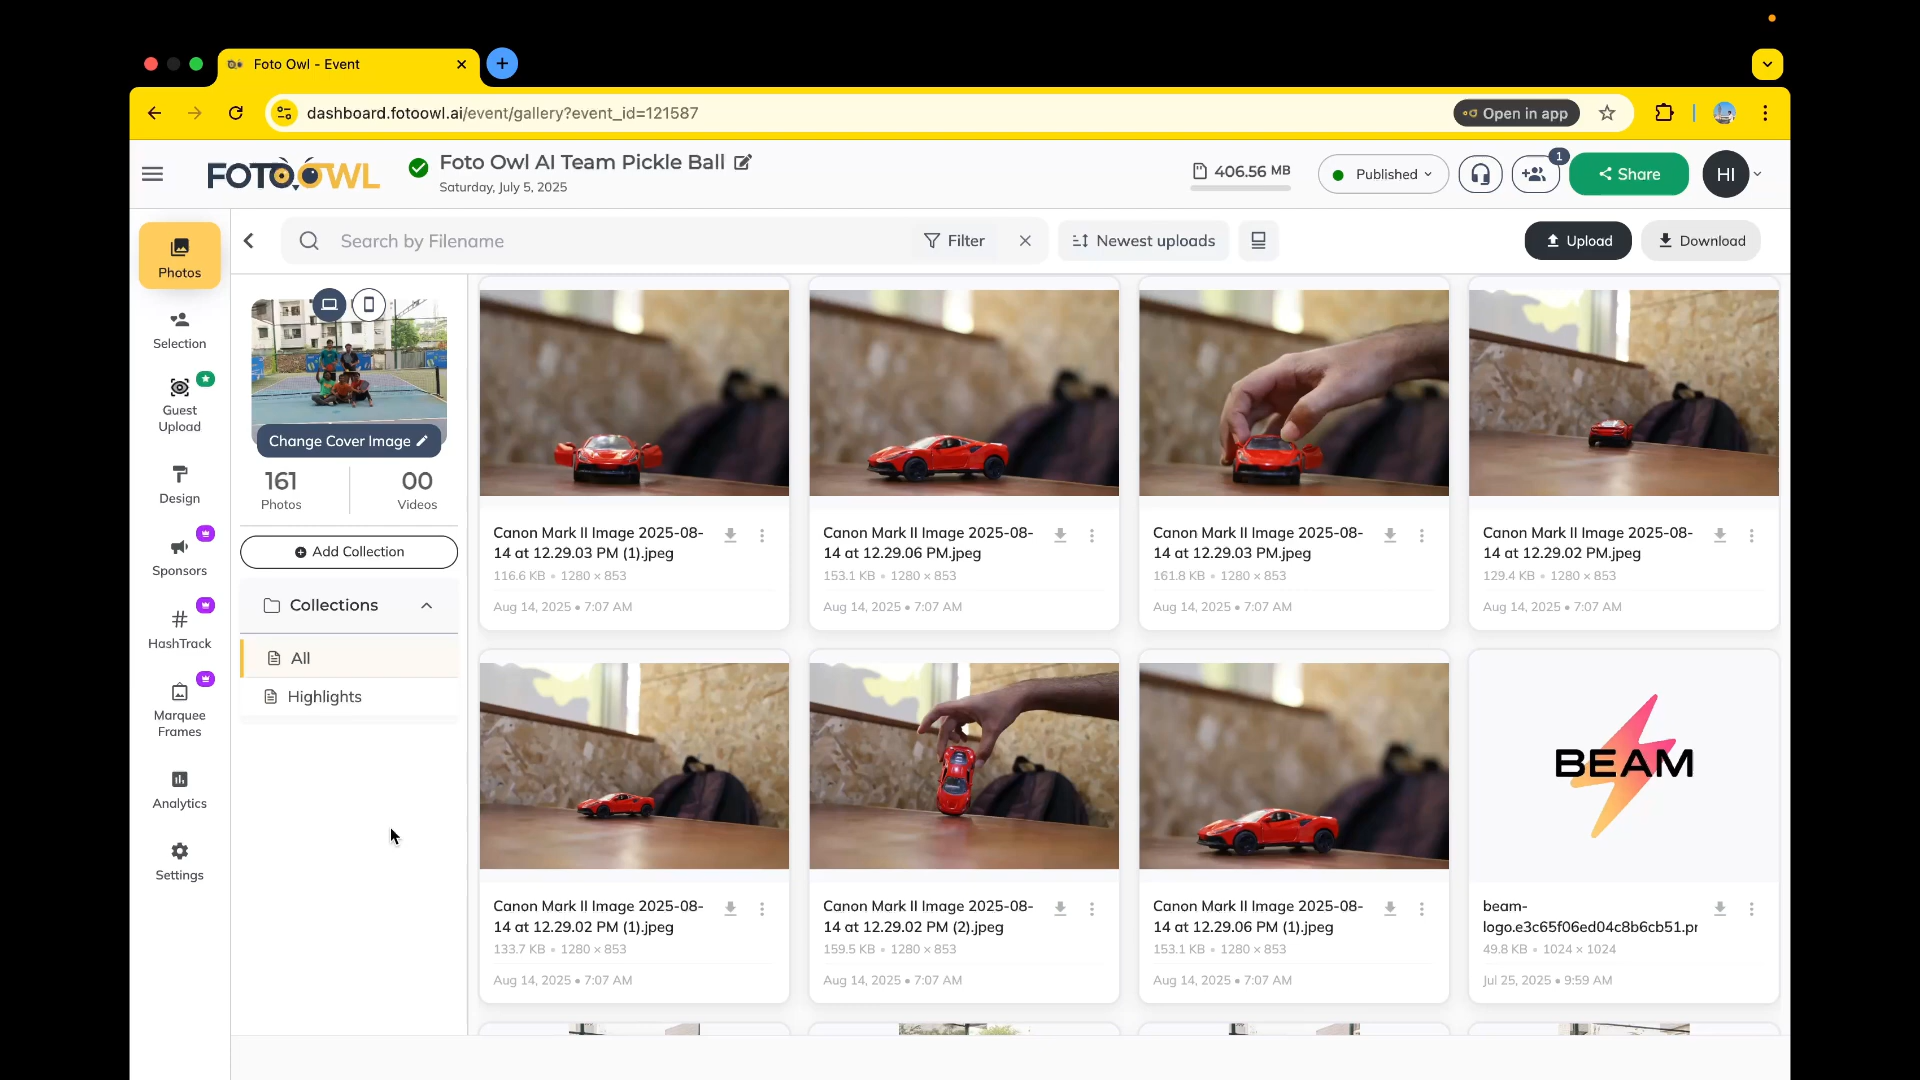 Foto Owl - Event
dashboard.fotoowl.ai/event/gallery?event_id=121587
Open in app
FOTO OWL
Foto Owl AI Team Pickle Ball
Saturday, July 5, 2025
406.56 MB
Published
1
Share
HI
Search by Filename
Filter
Newest uploads
Upload
Download
Photos
Selection
Guest
Upload
Design
Sponsors
HashTrack
Marquee
Frames
Analytics
Settings
Change Cover Image
161
Photos
00
Videos
Add Collection
Collections
All
Highlights
Canon Mark II Image 2025-08-
14 at 12.29.03 PM (1).jpeg
116.6 KB • 1280 × 853
Aug 14, 2025 • 7:07 AM
Canon Mark II Image 2025-08-
14 at 12.29.06 PM.jpeg
153.1 KB • 1280 × 853
Aug 14, 2025 • 7:07 AM
Canon Mark II Image 2025-08-
14 at 12.29.03 PM.jpeg
161.8 KB • 1280 × 853
Aug 14, 2025 • 7:07 AM
Canon Mark II Image 2025-08-
14 at 12.29.02 PM.jpeg
129.4 KB • 1280 × 853
Aug 14, 2025 • 7:07 AM
Canon Mark II Image 2025-08-
14 at 12.29.02 PM (1).jpeg
133.7 KB • 1280 × 853
Aug 14, 2025 • 7:07 AM
Canon Mark II Image 2025-08-
14 at 12.29.02 PM (2).jpeg
159.5 KB • 1280 × 853
Aug 14, 2025 • 7:07 AM
Canon Mark II Image 2025-08-
14 at 12.29.06 PM (1).jpeg
153.1 KB • 1280 × 853
Aug 14, 2025 • 7:07 AM
BEAM
beam-
logo.e3c65f06ed04c8b6cb51.pr
49.8 KB • 1024 × 1024
Jul 25, 2025 • 9:59 AM